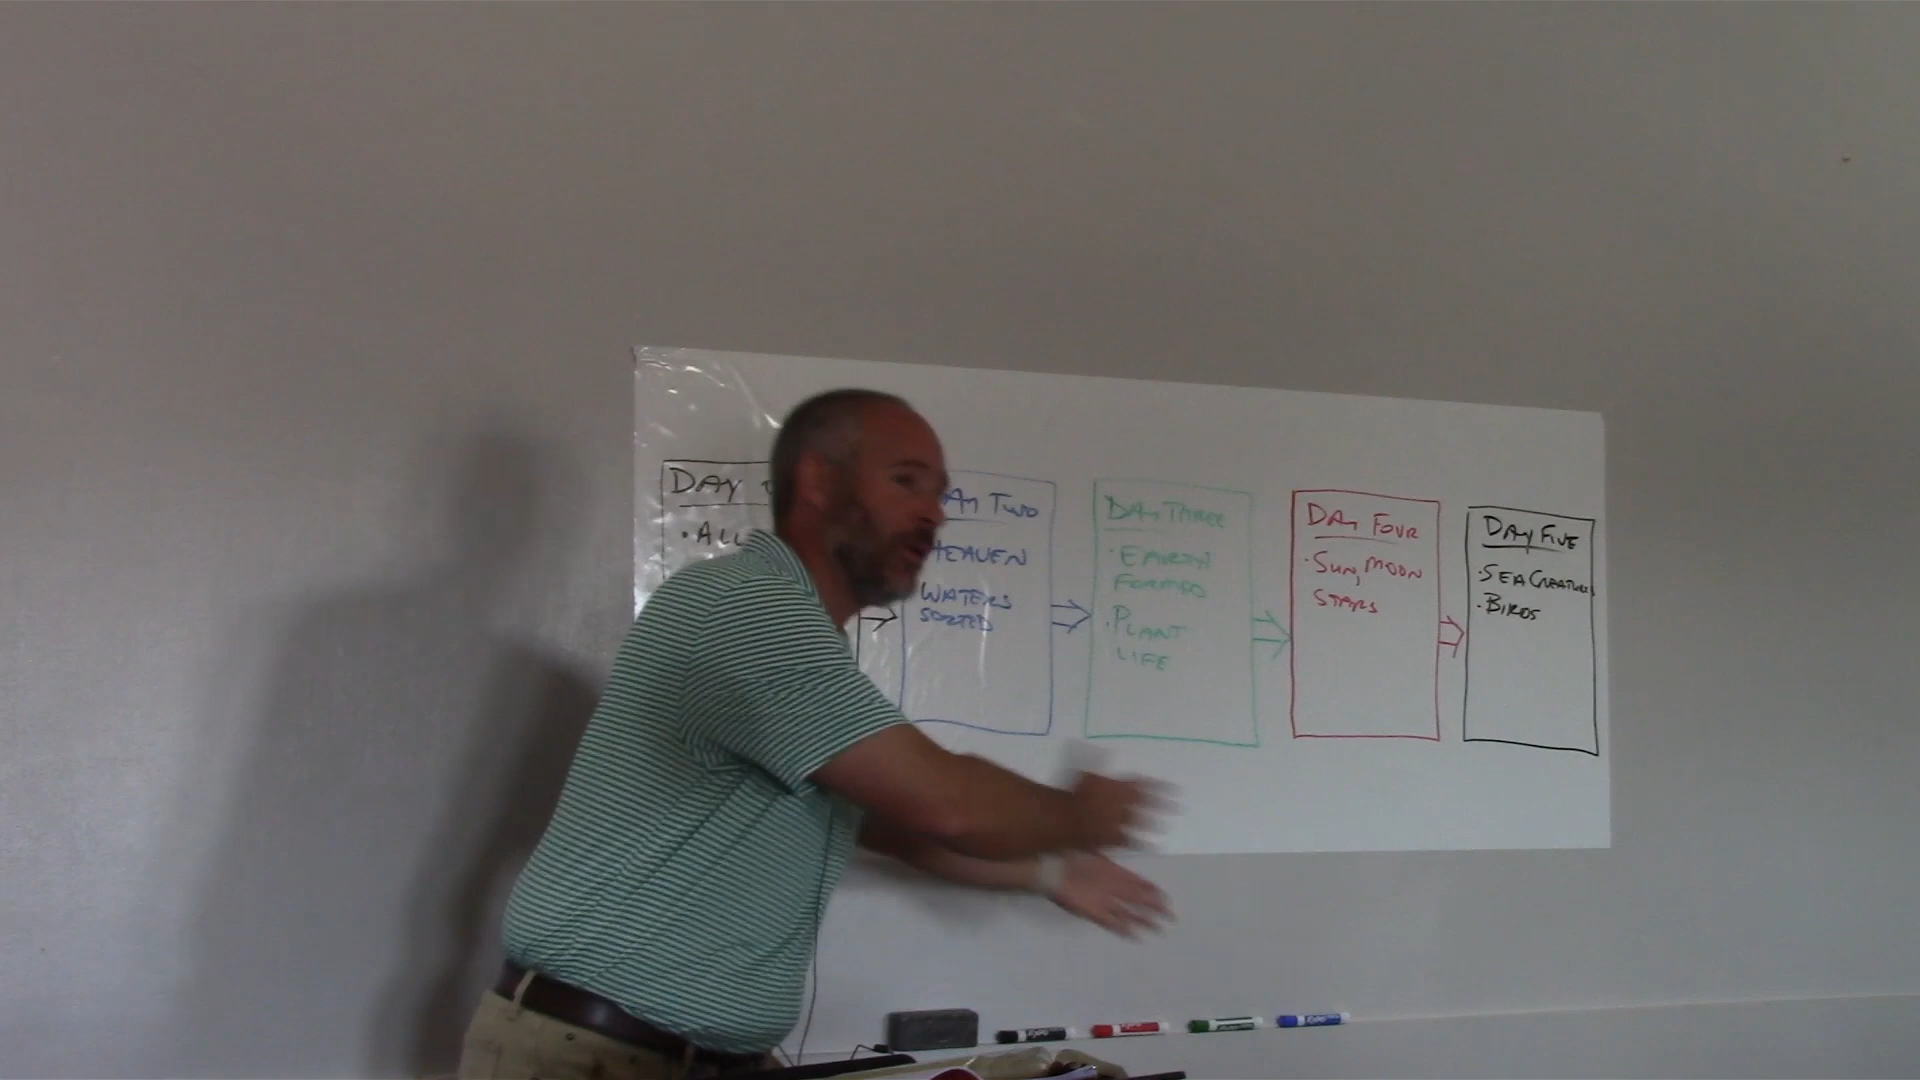 DAY
• ALL
DAY TWO
HEAVEN
WATERS
SORTED
DAY THREE
• EARTH
FORMED
• PLANT
LIFE
DAY FOUR
• SUN, MOON
STARS
DAY FIVE
• SEA CREATURES
• BIRDS